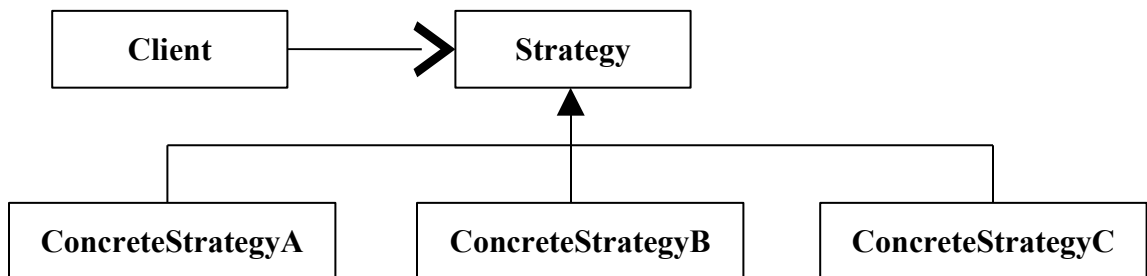 Client
Strategy
ConcreteStrategyA
ConcreteStrategyB
ConcreteStrategyC